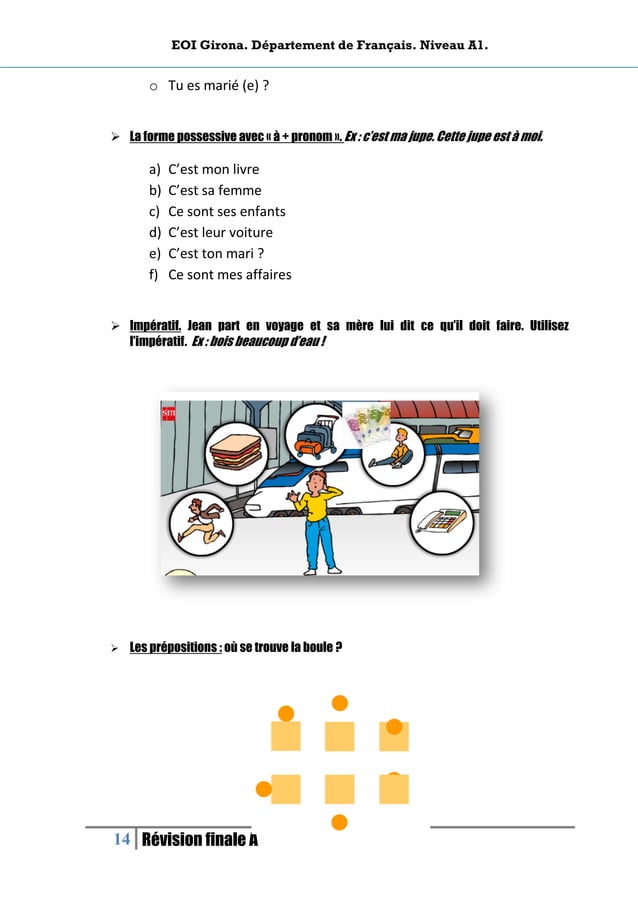 EOI Girona. Département de Français. Niveau A1.
o Tu es marié (e) ?
➢ La forme possessive avec « à + pronom ». Ex : c'est ma jupe. Cette jupe est à moi.
a) C'est mon livre
b) C'est sa femme
c) Ce sont ses enfants
d) C'est leur voiture
e) C'est ton mari ?
f) Ce sont mes affaires
➢ Impératif. Jean part en voyage et sa mère lui dit ce qu'il doit faire. Utilisez
l'impératif. Ex : bois beaucoup d'eau !
sm
➢ Les prépositions : où se trouve la boule ?
14 Révision finale A